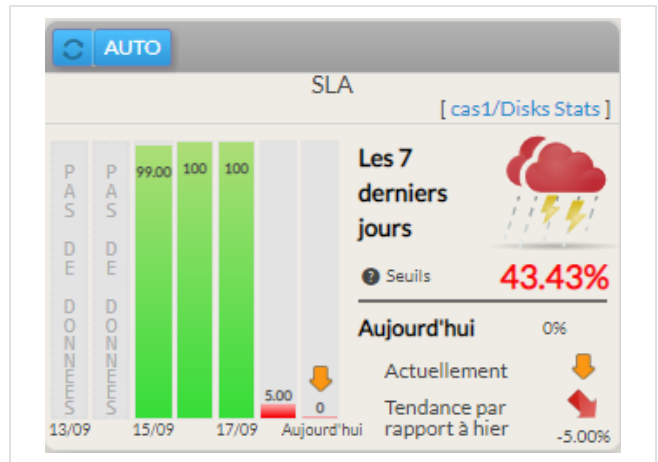 AUTO
SLA
[ cas1/Disks Stats ]
PAS DE DONNEES
PAS DE DONNEES
99.00
100
100
5.00
0
13/09
15/09
17/09
Aujourd'hui
Les 7
derniers
jours
? Seuils
43.43%
Aujourd'hui
0%
Actuellement
Tendance par
rapport à hier
-5.00%